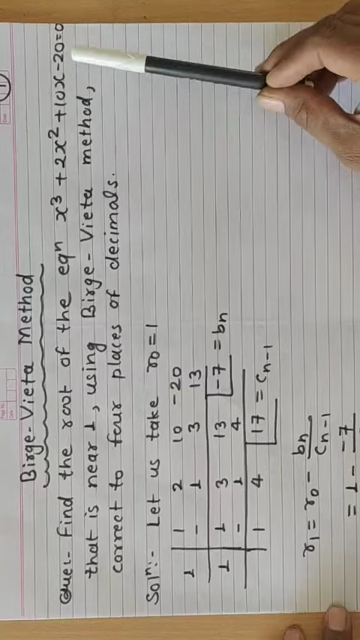 Birge-Vieta Method
Ques:- Find the root of the eqn x³ + 2x² + 10x - 20 = 0
that is near 1, using Birge-Vieta method,
correct to four places of decimals.
Soln:- Let us take r0 = 1
1 | 1 2 10 -20
- 1 3 13
1 | 1 3 13 -7 = bn
- 1 4
1 4 17 = Cn-1
r1 = r0 - bn/Cn-1
= 1 - -7